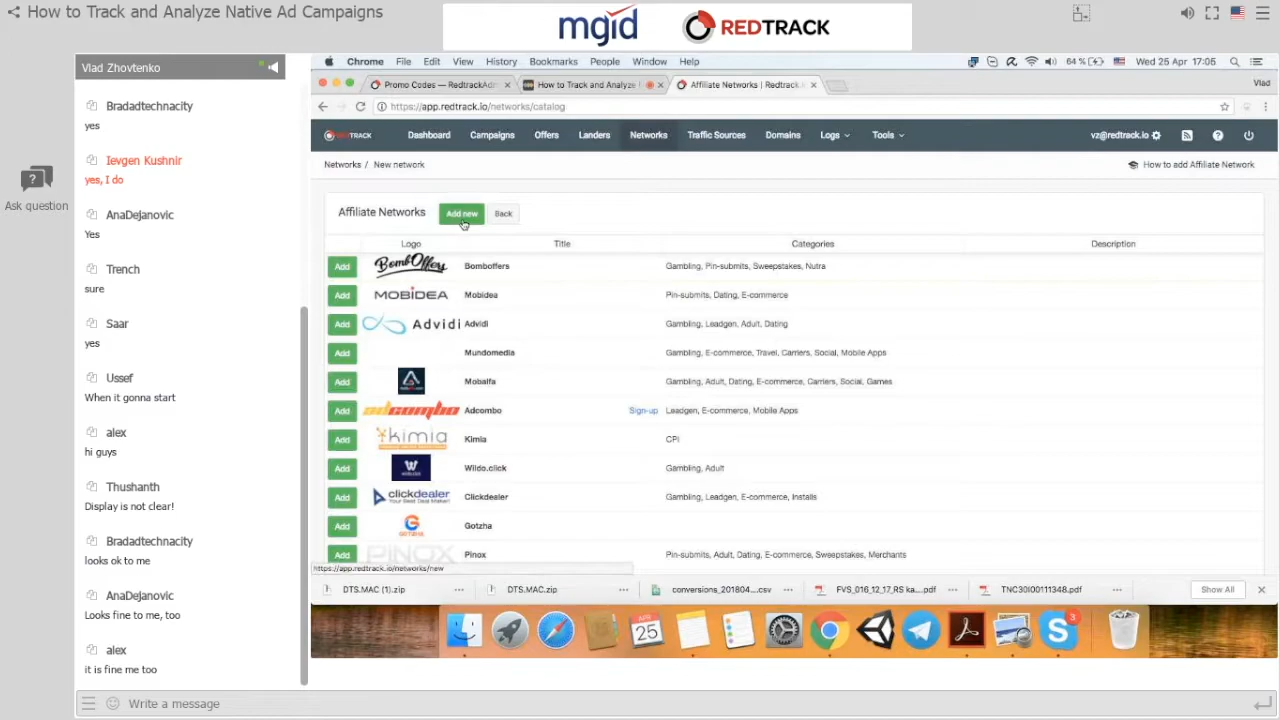 How to Track and Analyze Native Ad Campaigns
mgid REDTRACK
Vlad Zhovtenko
Bradadtechnacity
yes
Ievgen Kushnir
yes, I do
AnaDejanovic
Yes
Trench
sure
Saar
yes
Ussef
When it gonna start
alex
hi guys
Thushanth
Display is not clear!
Bradadtechnacity
looks ok to me
AnaDejanovic
Looks fine to me, too
alex
it is fine me too
Write a message
Ask question
Chrome File Edit View History Bookmarks People Window Help 64 % Wed 25 Apr 17:05
Promo Codes — RedtrackAdm How to Track and Analyze Affiliate Networks | Redtrack. Vlad
https://app.redtrack.io/networks/catalog
REDTRACK Dashboard Campaigns Offers Landers Networks Traffic Sources Domains Logs Tools vz@redtrack.io
Networks / New network How to add Affiliate Network
Affiliate Networks Add new Back
Logo Title Categories Description
Add BombOffers Bomboffers Gambling, Pin-submits, Sweepstakes, Nutra
Add MOBIDEA Mobidea Pin-submits, Dating, E-commerce
Add Advidi Advidi Gambling, Leadgen, Adult, Dating
Add Mundomedia Gambling, E-commerce, Travel, Carriers, Social, Mobile Apps
Add Mobalfa Gambling, Adult, Dating, E-commerce, Carriers, Social, Games
Add adcombo Adcombo Sign-up Leadgen, E-commerce, Mobile Apps
Add kimia Kimia CPI
Add Wildo.click Gambling, Adult
Add clickdealer Clickdealer Gambling, Leadgen, E-commerce, Installs
Add Gotzha
Add PINOX Pinox Pin-submits, Adult, Dating, E-commerce, Sweepstakes, Merchants
https://app.redtrack.io/networks/new
DTS.MAC (1).zip DTS.MAC.zip conversions_201804....csv FVS_016_12_17_RS ka....pdf TNC30I00111348.pdf Show All
25 3